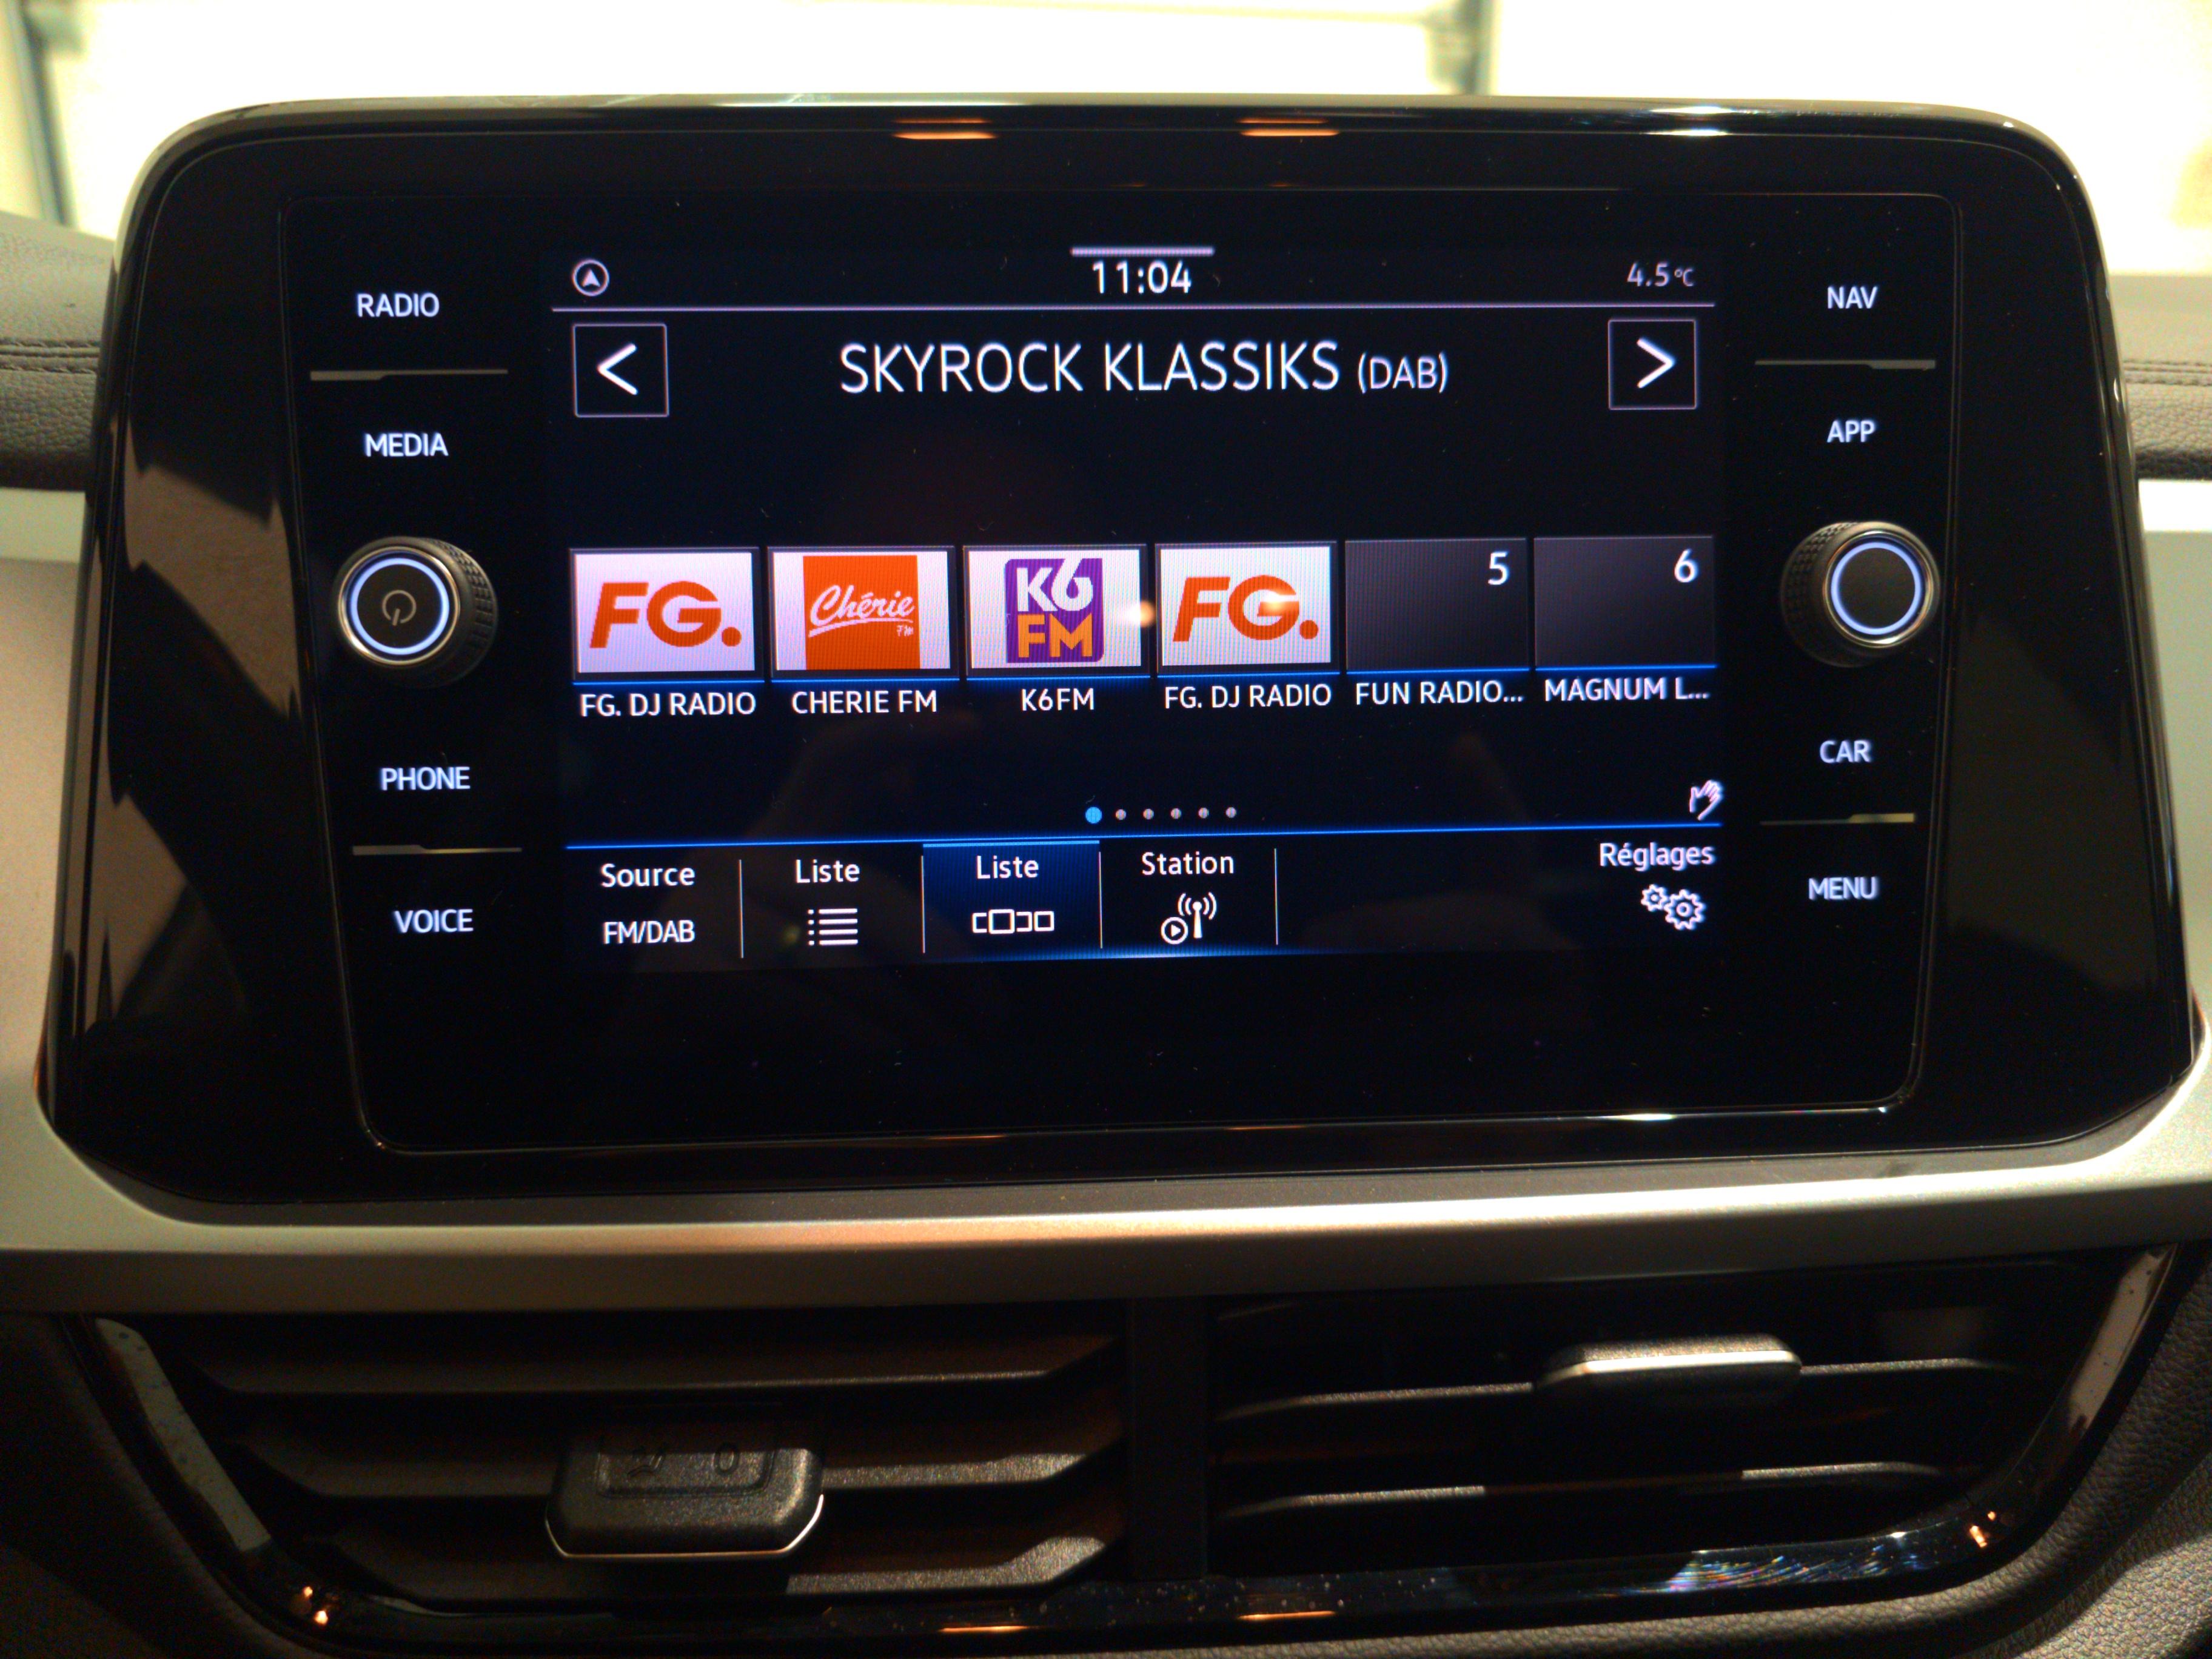 11:04
4.5°C
RADIO
NAV
< SKYROCK KLASSIKS (DAB) >
MEDIA
APP
FG.
Chérie
FM
K6
FM
FG.
5
6
FG. DJ RADIO
CHERIE FM
K6FM
FG. DJ RADIO
FUN RADIO...
MAGNUM L...
PHONE
CAR
Source
Liste
Liste
Station
Réglages
FM/DAB
VOICE
MENU